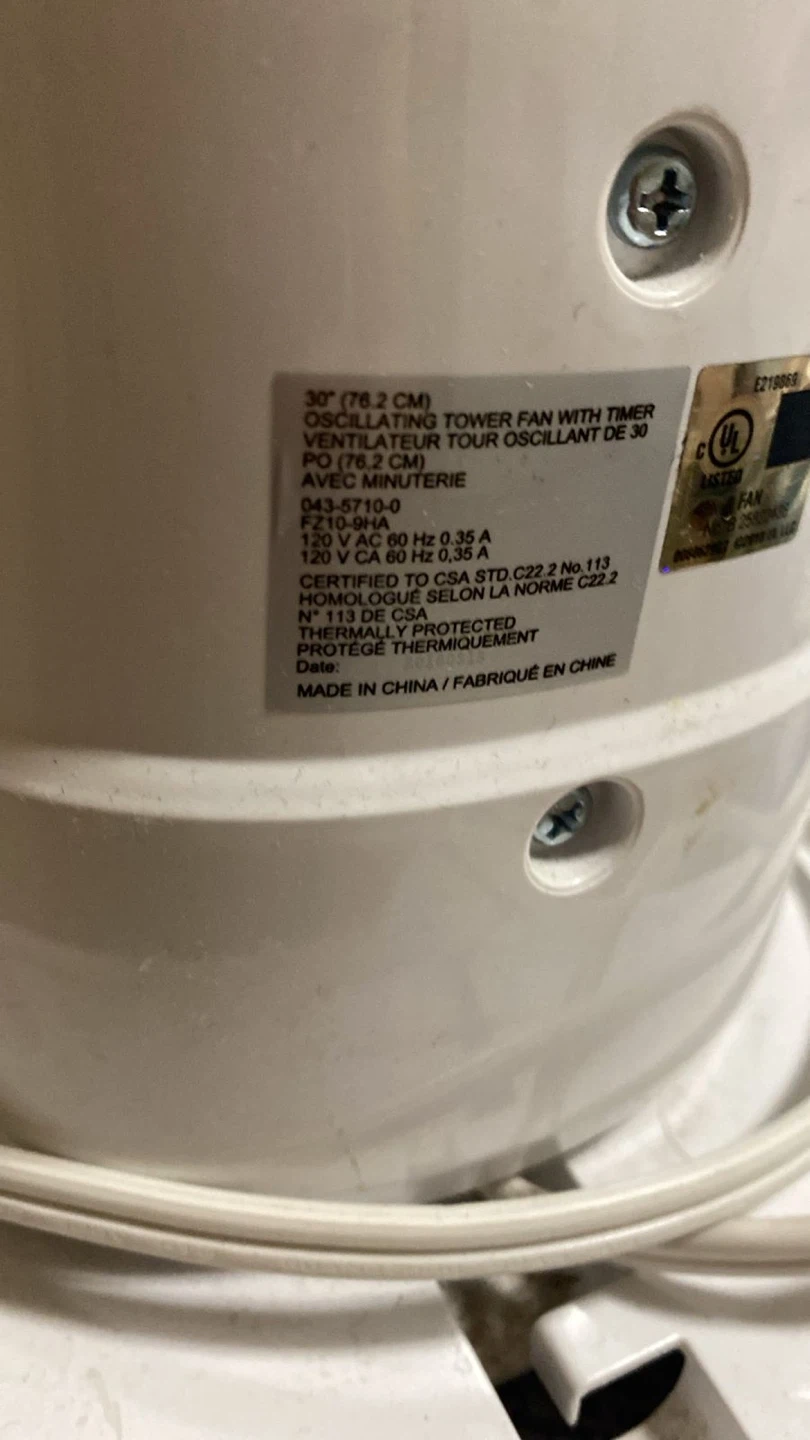 30" (76.2 CM)
OSCILLATING TOWER FAN WITH TIMER
VENTILATEUR TOUR OSCILLANT DE 30
PO (76.2 CM)
AVEC MINUTERIE
043-5710-0
FZ10-9HA
120 V AC 60 Hz 0.35 A
120 V CA 60 Hz 0,35 A
CERTIFIED TO CSA STD.C22.2 No.113
HOMOLOGUÉ SELON LA NORME C22.2
N° 113 DE CSA
THERMALLY PROTECTED
PROTÉGÉ THERMIQUEMENT
Date:
MADE IN CHINA / FABRIQUÉ EN CHINE
E219869
C UL
LISTED
FAN